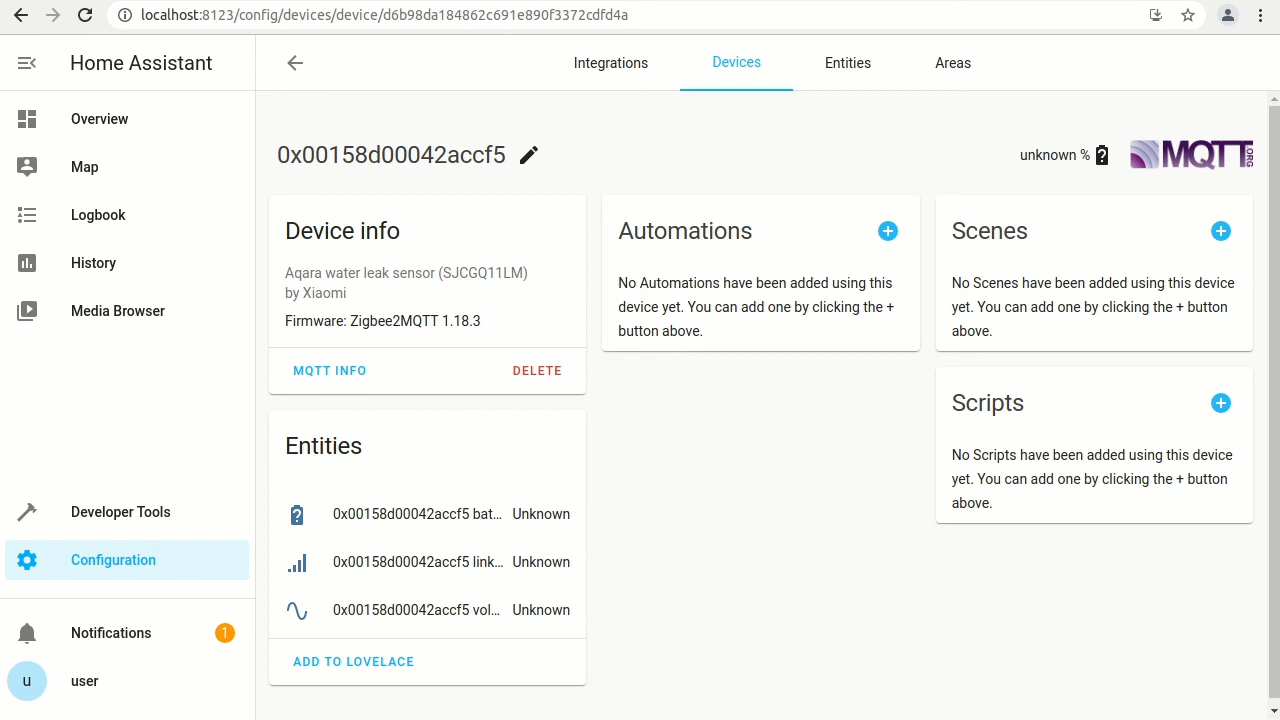 localhost:8123/config/devices/device/d6b98da184862c691e890f3372cdfd4a
Home Assistant
Integrations
Devices
Entities
Areas
Overview
Map
Logbook
History
Media Browser
Developer Tools
Configuration
Notifications
1
u
user
0x00158d00042accf5
unknown %
MQTT.ORG
Device info
Aqara water leak sensor (SJCGQ11LM)
by Xiaomi
Firmware: Zigbee2MQTT 1.18.3
MQTT INFO
DELETE
Entities
0x00158d00042accf5 bat... Unknown
0x00158d00042accf5 link... Unknown
0x00158d00042accf5 vol... Unknown
ADD TO LOVELACE
Automations
No Automations have been added using this
device yet. You can add one by clicking the +
button above.
Scenes
No Scenes have been added using this device
yet. You can add one by clicking the + button
above.
Scripts
No Scripts have been added using this device
yet. You can add one by clicking the + button
above.